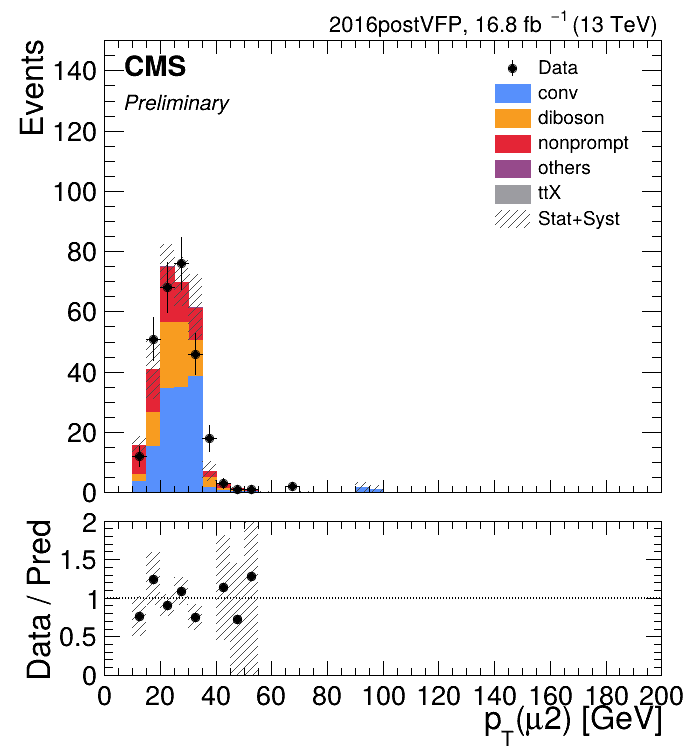 2016postVFP, 16.8 fb⁻¹ (13 TeV)
CMS
Preliminary
Events
140
120
100
80
60
40
20
0
Data
conv
diboson
nonprompt
others
ttX
Stat+Syst
Data / Pred
2
1.5
1
0.5
0
0 20 40 60 80 100 120 140 160 180 200
p_T(μ2) [GeV]